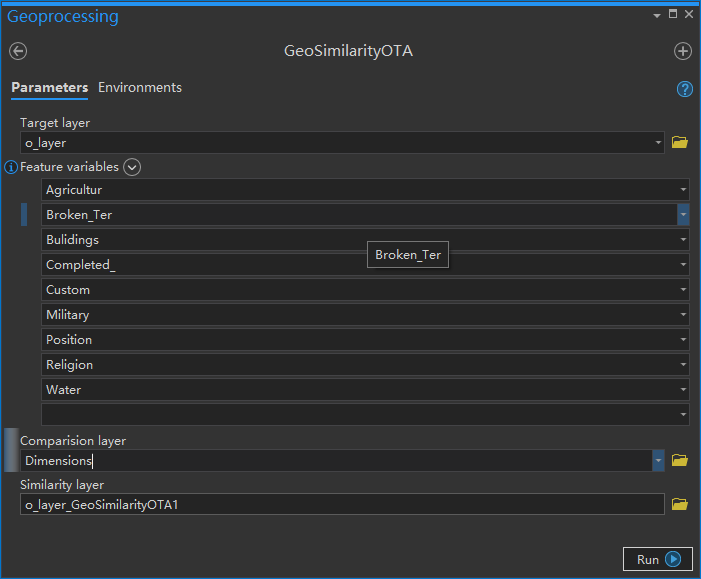 Geoprocessing
GeoSimilarityOTA
Parameters Environments
Target layer
o_layer
Feature variables
Agricultur
Broken_Ter
Bulidings
Broken_Ter
Completed_
Custom
Military
Position
Religion
Water
Comparision layer
Dimensions
Similarity layer
o_layer_GeoSimilarityOTA1
Run